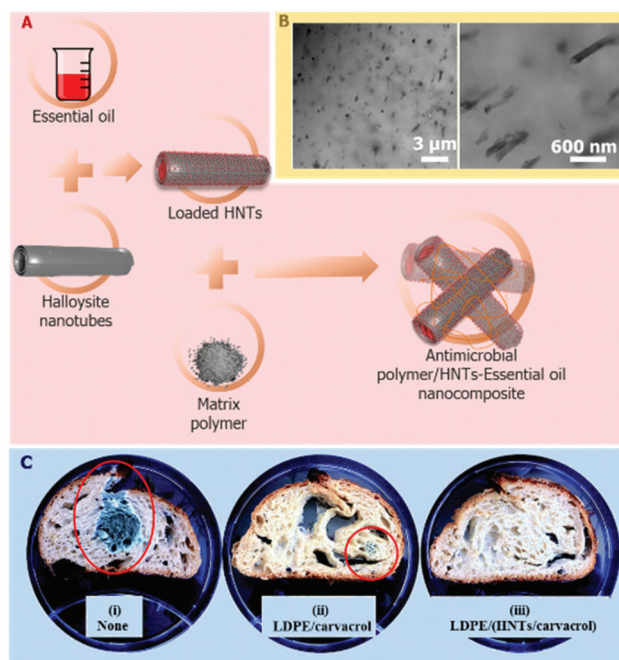 A
Essential oil
Loaded HNTs
Halloysite
nanotubes
Matrix
polymer
Antimicrobial
polymer/HNTs-Essential oil
nanocomposite
B
3 μm
600 nm
C
(i)
None
(ii)
LDPE/carvacrol
(iii)
LDPE/(HNTs/carvacrol)